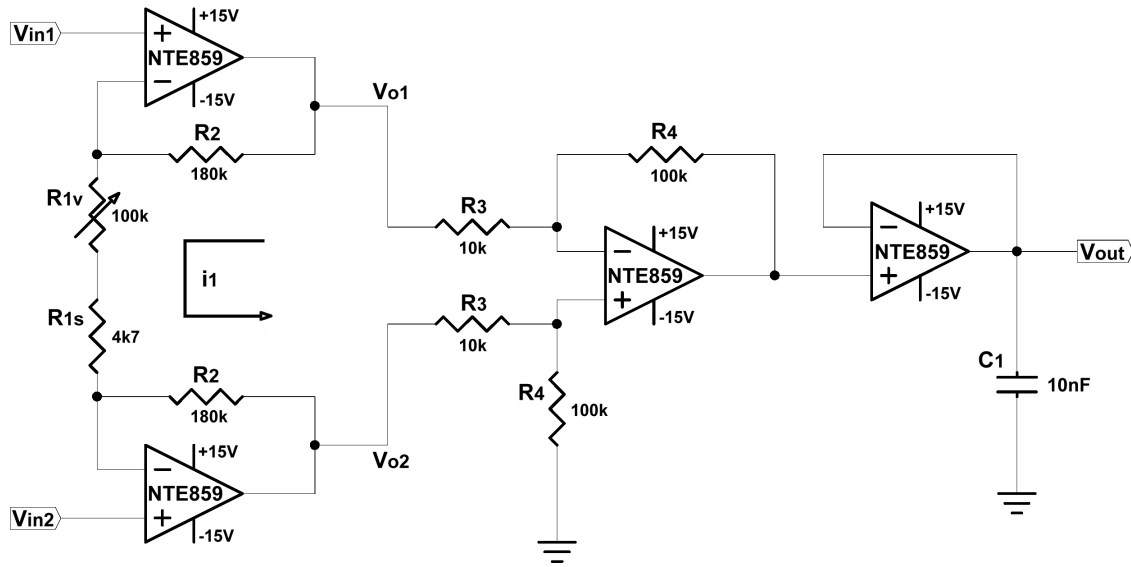 Vin1
+15V
+
NTE859
−
-15V
Vo1
R2
180k
R4
100k
R1v
100k
R3
10k
+15V
−
NTE859
+
-15V
+15V
−
NTE859
+
-15V
Vout
i1
R1s
4k7
R3
10k
C1
10nF
R2
180k
R4
100k
+15V
−
NTE859
+
-15V
Vo2
Vin2